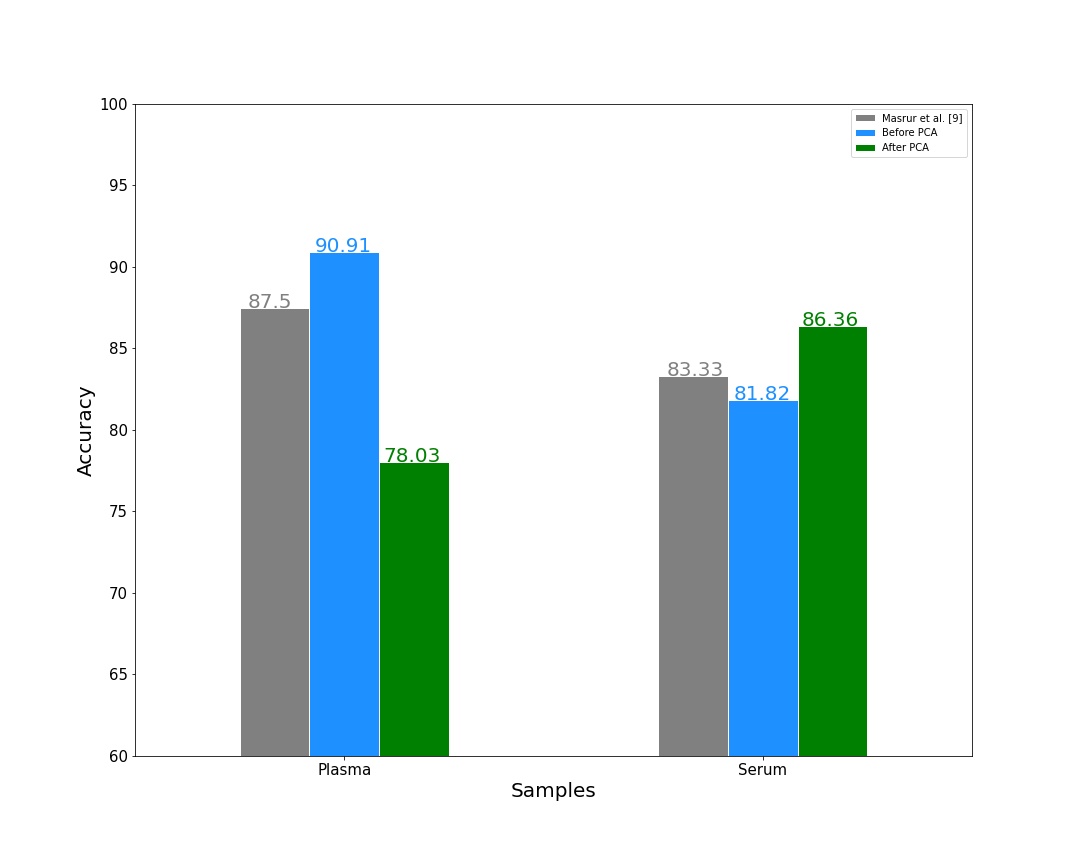 100
95
90
85
80
75
70
65
60
Accuracy
Masrur et al. [9]
Before PCA
After PCA
87.5
90.91
78.03
83.33
81.82
86.36
Plasma
Serum
Samples